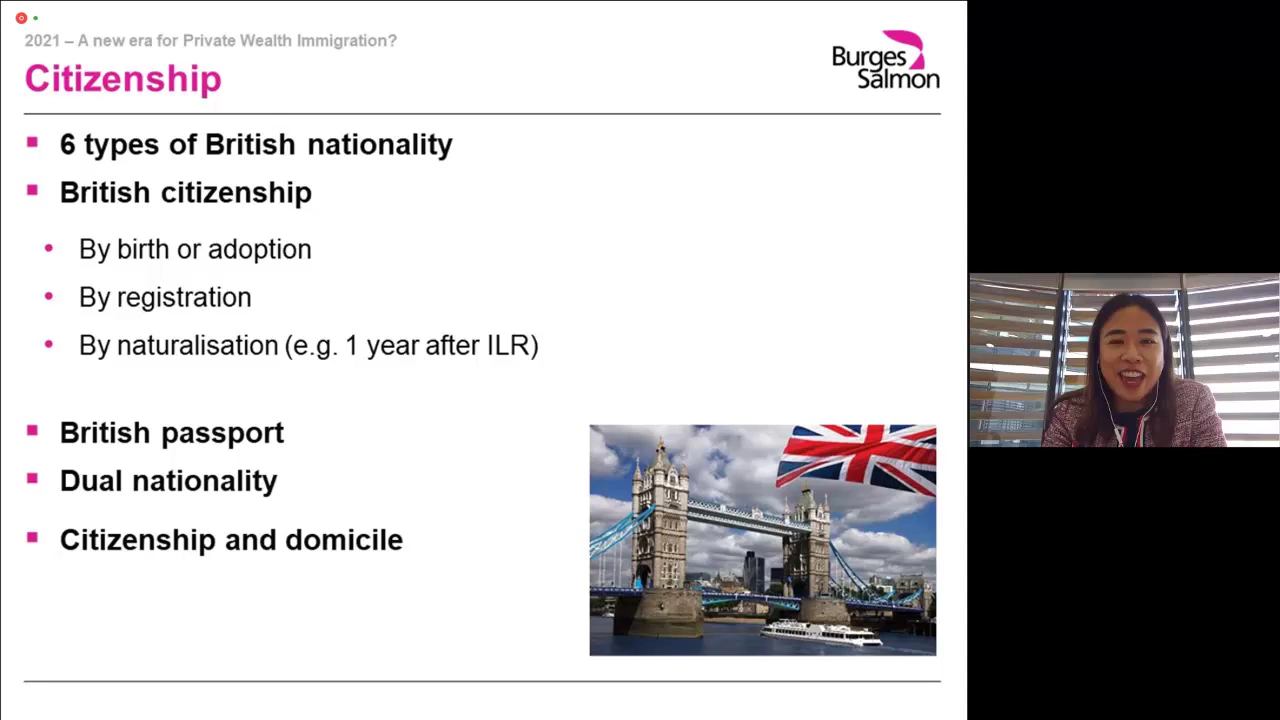 2021 – A new era for Private Wealth Immigration?
Citizenship
Burges
Salmon
6 types of British nationality
British citizenship
By birth or adoption
By registration
By naturalisation (e.g. 1 year after ILR)
British passport
Dual nationality
Citizenship and domicile